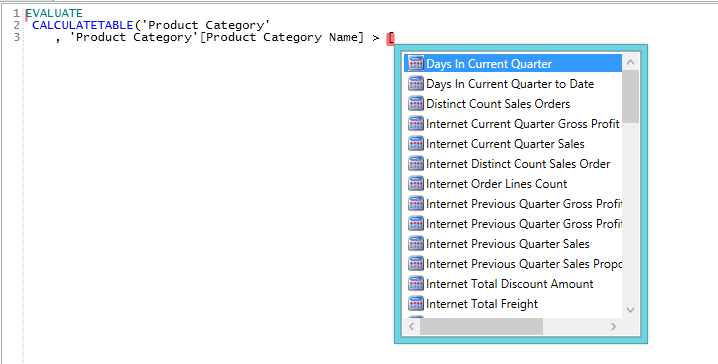 1 EVALUATE
2 CALCULATETABLE('Product Category'
3 , 'Product Category'[Product Category Name] > [
Days In Current Quarter
Days In Current Quarter to Date
Distinct Count Sales Orders
Internet Current Quarter Gross Profit
Internet Current Quarter Sales
Internet Distinct Count Sales Order
Internet Order Lines Count
Internet Previous Quarter Gross Profi
Internet Previous Quarter Gross Profi
Internet Previous Quarter Sales
Internet Previous Quarter Sales Propo
Internet Total Discount Amount
Internet Total Freight